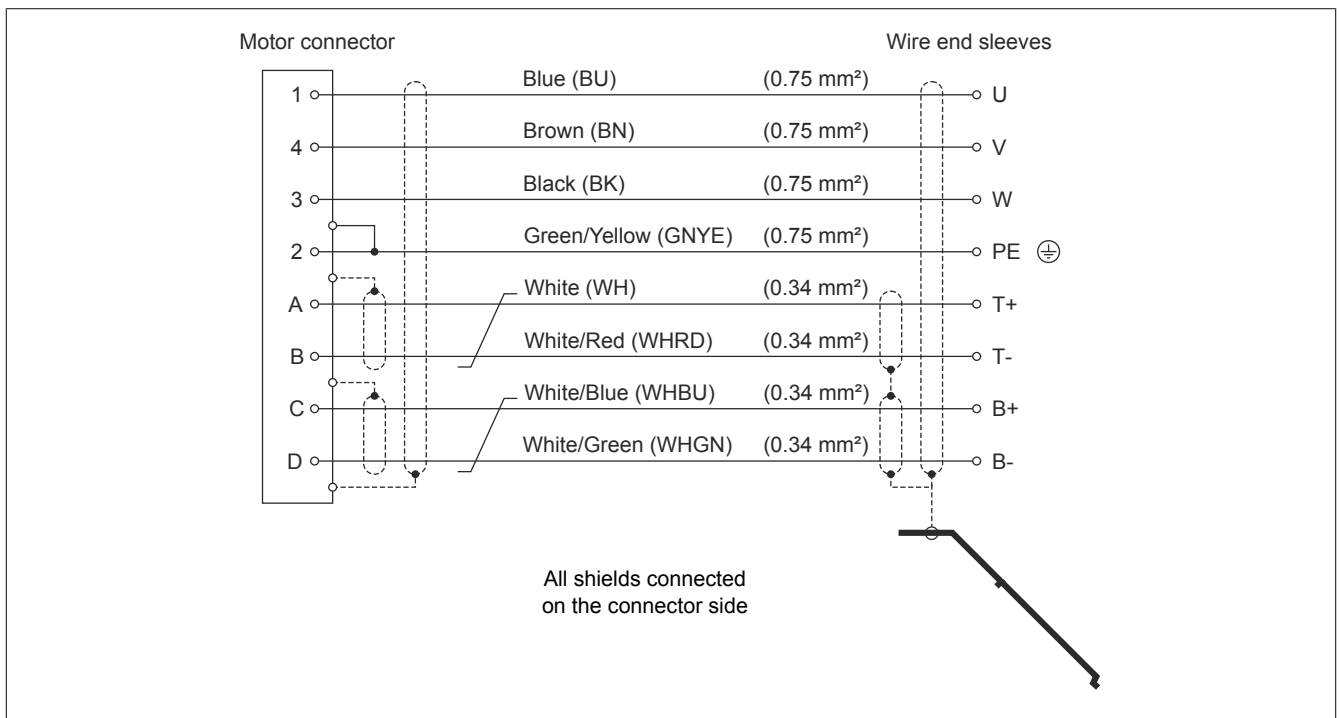 Motor connector Wire end sleeves
1 Blue (BU) (0.75 mm²) U
4 Brown (BN) (0.75 mm²) V
3 Black (BK) (0.75 mm²) W
2 Green/Yellow (GNYE) (0.75 mm²) PE
A White (WH) (0.34 mm²) T+
B White/Red (WHRD) (0.34 mm²) T-
C White/Blue (WHBU) (0.34 mm²) B+
D White/Green (WHGN) (0.34 mm²) B-
All shields connected
on the connector side